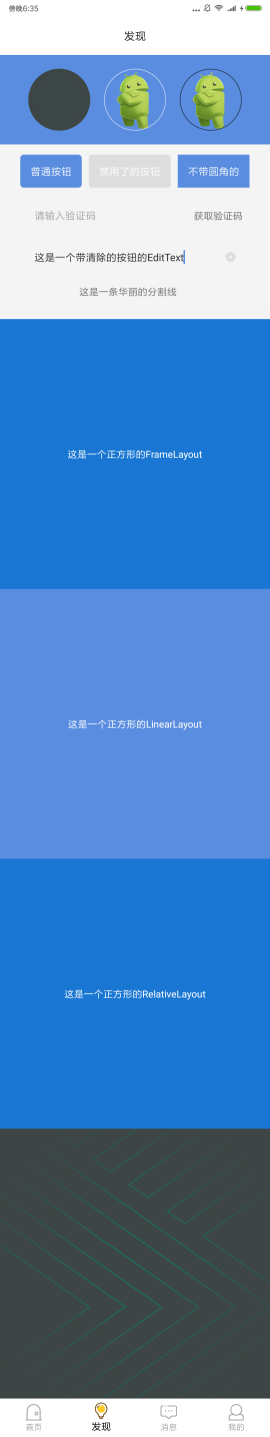 傍晚6:35
发现
普通按钮 禁用了的按钮 不带圆角的
请输入验证码 获取验证码
这是一个带清除的按钮的EditText
这是一条华丽的分割线
这是一个正方形的FrameLayout
这是一个正方形的LinearLayout
这是一个正方形的RelativeLayout
首页 发现 消息 我的